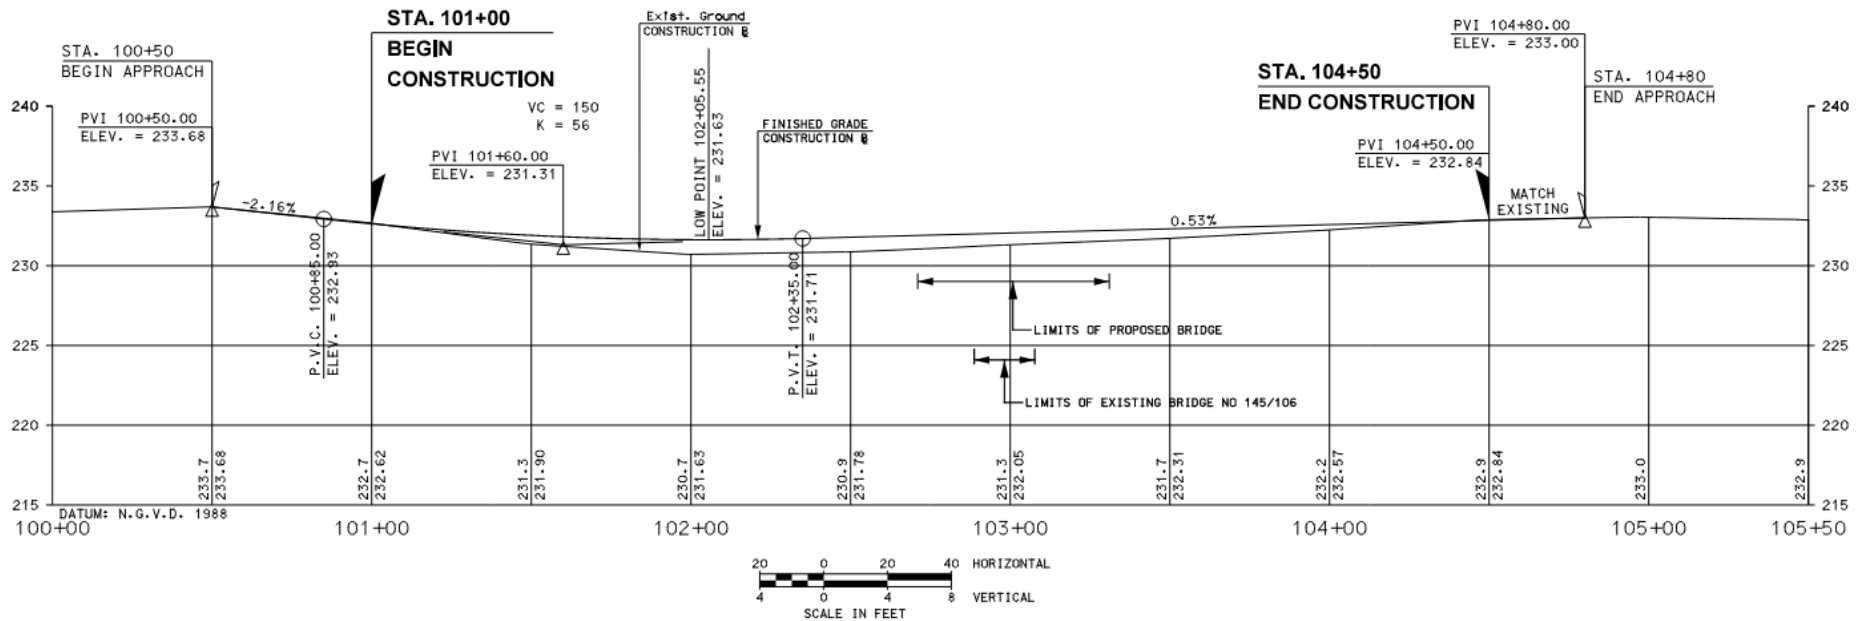 STA. 100+50
BEGIN APPROACH
PVI 100+50.00
ELEV. = 233.68
STA. 101+00
BEGIN
CONSTRUCTION
VC = 150
K = 56
PVI 101+60.00
ELEV. = 231.31
Exist. Ground
CONSTRUCTION ℄
LOW POINT 102+05.55
ELEV. = 231.63
FINISHED GRADE
CONSTRUCTION ℄
STA. 104+50
END CONSTRUCTION
PVI 104+50.00
ELEV. = 232.84
PVI 104+80.00
ELEV. = 233.00
STA. 104+80
END APPROACH
MATCH
EXISTING
-2.16%
0.53%
P.V.C. 100+85.00
ELEV. = 232.93
P.V.T. 102+35.00
ELEV. = 231.71
LIMITS OF PROPOSED BRIDGE
LIMITS OF EXISTING BRIDGE NO 145/106
240
235
230
225
220
215
240
235
230
225
220
215
233.7
233.68
232.7
232.62
231.3
231.90
230.7
231.63
230.9
231.78
231.3
232.05
231.7
232.31
232.2
232.57
232.9
232.84
233.0
232.9
DATUM: N.G.V.D. 1988
100+00
101+00
102+00
103+00
104+00
105+00
105+50
20 0 20 40 HORIZONTAL
4 0 4 8 VERTICAL
SCALE IN FEET